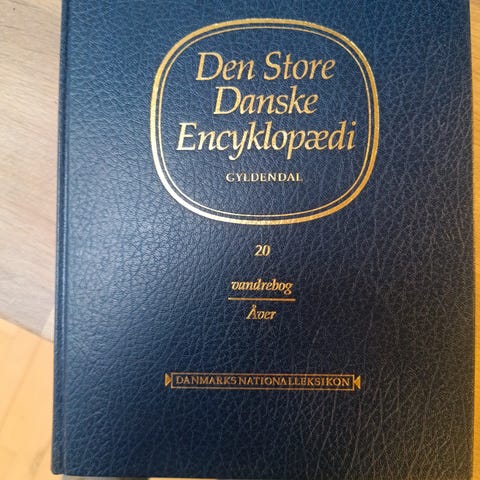 Den Store
Danske
Encyklopædi
GYLDENDAL
20
vandrebog
Åver
DANMARKS NATIONALLEKSIKON